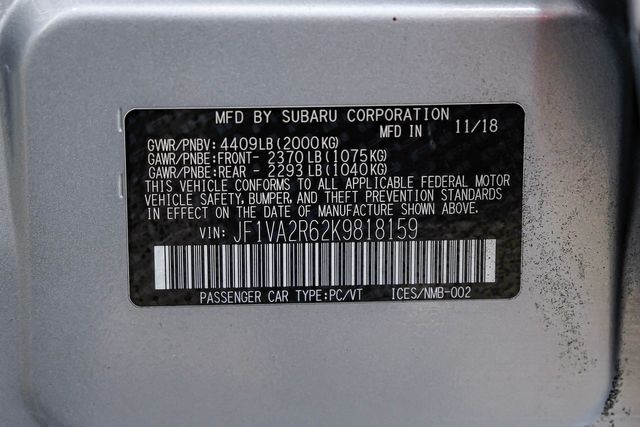 MFD BY SUBARU CORPORATION
MFD IN 11/18
GVWR/PNBV: 4409LB(2000KG)
GAWR/PNBE:FRONT- 2370 LB(1075KG)
GAWR/PNBE:REAR - 2293 LB(1040KG)
THIS VEHICLE CONFORMS TO ALL APPLICABLE FEDERAL MOTOR
VEHICLE SAFETY, BUMPER, AND THEFT PREVENTION STANDARDS
IN EFFECT ON THE DATE OF MANUFACTURE SHOWN ABOVE.
VIN: JF1VA2R62K9818159
PASSENGER CAR TYPE:PC/VT ICES/NMB-002